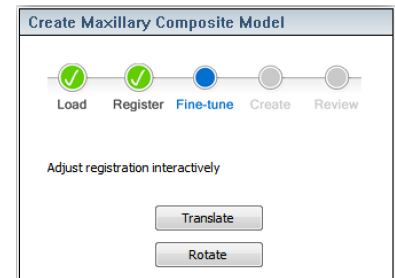 Create Maxillary Composite Model
Load Register Fine-tune Create Review
Adjust registration interactively
Translate
Rotate